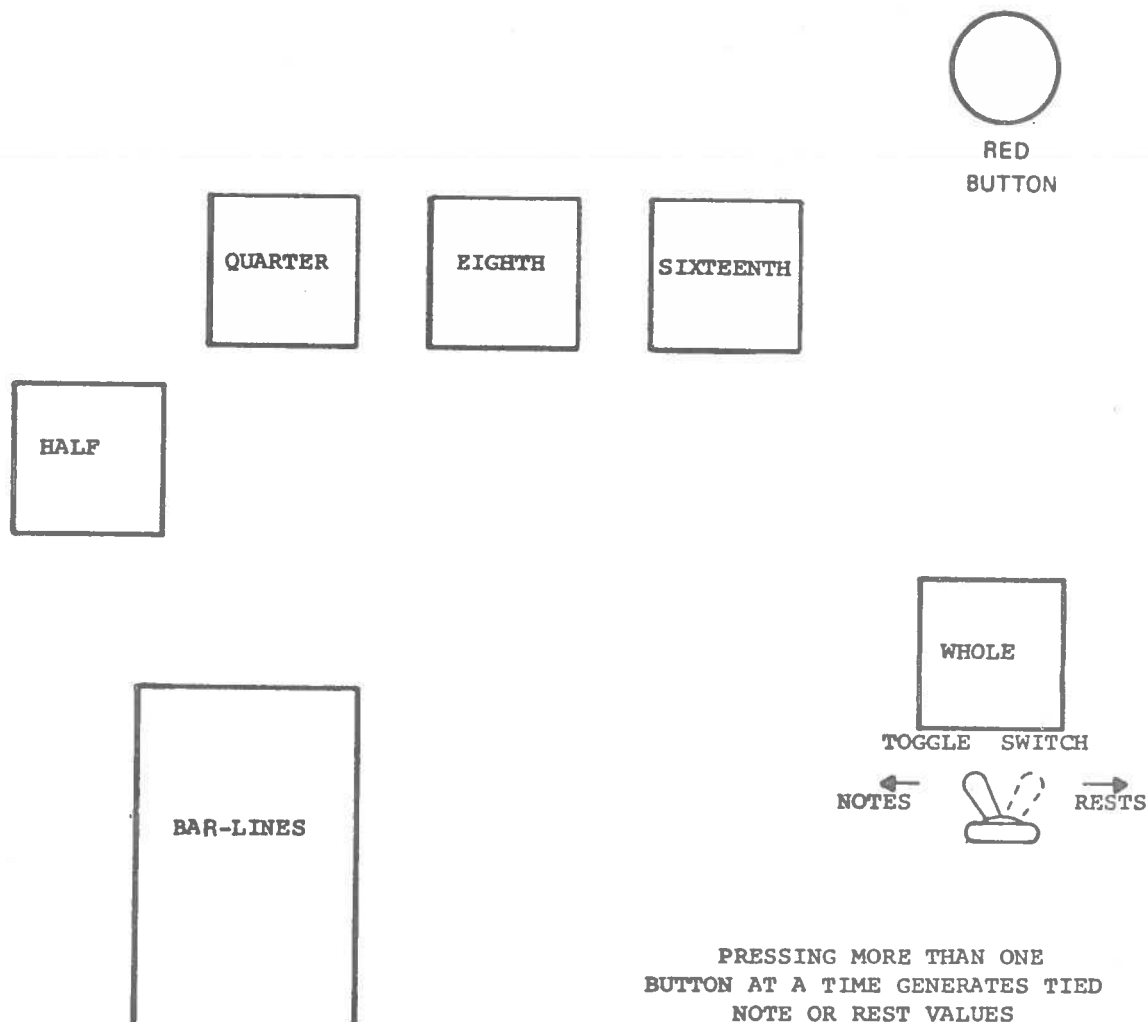 RED
BUTTON
QUARTER
EIGHTH
SIXTEENTH
HALF
WHOLE
TOGGLE SWITCH
NOTES
RESTS
BAR-LINES
PRESSING MORE THAN ONE
BUTTON AT A TIME GENERATES TIED
NOTE OR REST VALUES